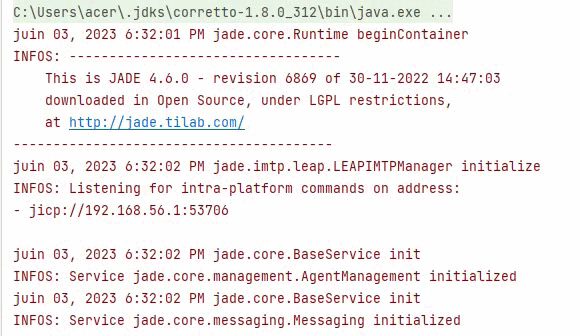 C:\Users\acer\.jdks\corretto-1.8.0_312\bin\java.exe ...
juin 03, 2023 6:32:01 PM jade.core.Runtime beginContainer
INFOS: ----------------------------------
    This is JADE 4.6.0 - revision 6869 of 30-11-2022 14:47:03
    downloaded in Open Source, under LGPL restrictions,
    at http://jade.tilab.com/
----------------------------------------
juin 03, 2023 6:32:02 PM jade.imtp.leap.LEAPIMTPManager initialize
INFOS: Listening for intra-platform commands on address:
- jicp://192.168.56.1:53706
juin 03, 2023 6:32:02 PM jade.core.BaseService init
INFOS: Service jade.core.management.AgentManagement initialized
juin 03, 2023 6:32:02 PM jade.core.BaseService init
INFOS: Service jade.core.messaging.Messaging initialized